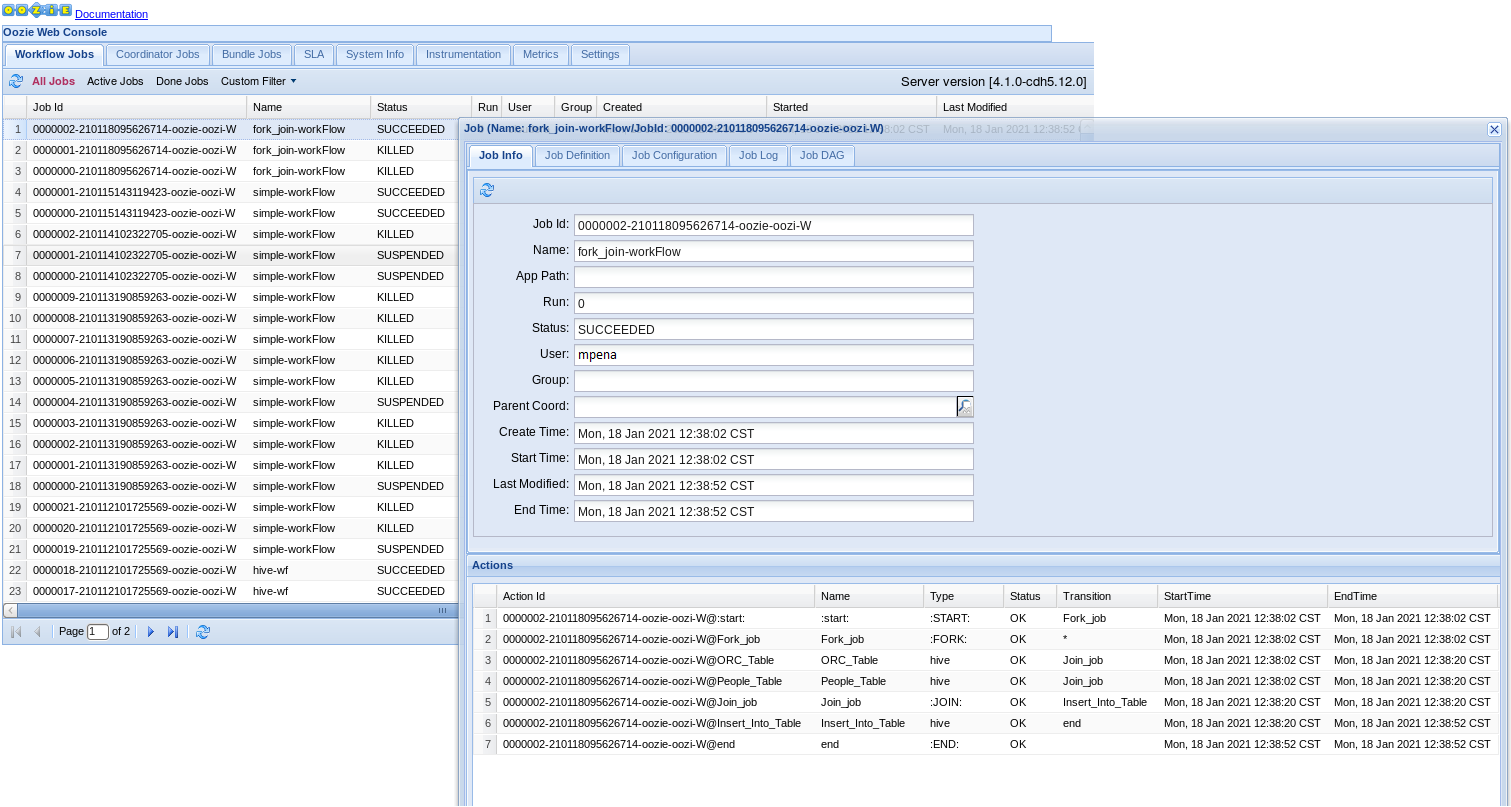 OOZIE Documentation
Oozie Web Console
Workflow Jobs Coordinator Jobs Bundle Jobs SLA System Info Instrumentation Metrics Settings
All Jobs Active Jobs Done Jobs Custom Filter Server version [4.1.0-cdh5.12.0]
Job Id Name Status Run User Group Created Started Last Modified
1 0000002-210118095626714-oozie-oozi-W fork_join-workFlow SUCCEEDED
2 0000001-210118095626714-oozie-oozi-W fork_join-workFlow KILLED
3 0000000-210118095626714-oozie-oozi-W fork_join-workFlow KILLED
4 0000001-210115143119423-oozie-oozi-W simple-workFlow SUCCEEDED
5 0000000-210115143119423-oozie-oozi-W simple-workFlow SUCCEEDED
6 0000002-210114102322705-oozie-oozi-W simple-workFlow KILLED
7 0000001-210114102322705-oozie-oozi-W simple-workFlow SUSPENDED
8 0000000-210114102322705-oozie-oozi-W simple-workFlow SUSPENDED
9 0000009-210113190859263-oozie-oozi-W simple-workFlow KILLED
10 0000008-210113190859263-oozie-oozi-W simple-workFlow KILLED
11 0000007-210113190859263-oozie-oozi-W simple-workFlow KILLED
12 0000006-210113190859263-oozie-oozi-W simple-workFlow KILLED
13 0000005-210113190859263-oozie-oozi-W simple-workFlow KILLED
14 0000004-210113190859263-oozie-oozi-W simple-workFlow SUSPENDED
15 0000003-210113190859263-oozie-oozi-W simple-workFlow KILLED
16 0000002-210113190859263-oozie-oozi-W simple-workFlow KILLED
17 0000001-210113190859263-oozie-oozi-W simple-workFlow KILLED
18 0000000-210113190859263-oozie-oozi-W simple-workFlow SUSPENDED
19 0000021-210112101725569-oozie-oozi-W simple-workFlow KILLED
20 0000020-210112101725569-oozie-oozi-W simple-workFlow KILLED
21 0000019-210112101725569-oozie-oozi-W simple-workFlow SUSPENDED
22 0000018-210112101725569-oozie-oozi-W hive-wf SUCCEEDED
23 0000017-210112101725569-oozie-oozi-W hive-wf SUCCEEDED
Page 1 of 2
Job (Name: fork_join-workFlow/JobId: 0000002-210118095626714-oozie-oozi-W) 8:02 CST Mon, 18 Jan 2021 12:38:52
Job Info Job Definition Job Configuration Job Log Job DAG
Job Id: 0000002-210118095626714-oozie-oozi-W
Name: fork_join-workFlow
App Path:
Run: 0
Status: SUCCEEDED
User: mpena
Group:
Parent Coord:
Create Time: Mon, 18 Jan 2021 12:38:02 CST
Start Time: Mon, 18 Jan 2021 12:38:02 CST
Last Modified: Mon, 18 Jan 2021 12:38:52 CST
End Time: Mon, 18 Jan 2021 12:38:52 CST
Actions
Action Id Name Type Status Transition StartTime EndTime
1 0000002-210118095626714-oozie-oozi-W@:start: :start: :START: OK Fork_job Mon, 18 Jan 2021 12:38:02 CST Mon, 18 Jan 2021 12:38:02 CST
2 0000002-210118095626714-oozie-oozi-W@Fork_job Fork_job :FORK: OK * Mon, 18 Jan 2021 12:38:02 CST Mon, 18 Jan 2021 12:38:02 CST
3 0000002-210118095626714-oozie-oozi-W@ORC_Table ORC_Table hive OK Join_job Mon, 18 Jan 2021 12:38:02 CST Mon, 18 Jan 2021 12:38:20 CST
4 0000002-210118095626714-oozie-oozi-W@People_Table People_Table hive OK Join_job Mon, 18 Jan 2021 12:38:02 CST Mon, 18 Jan 2021 12:38:20 CST
5 0000002-210118095626714-oozie-oozi-W@Join_job Join_job :JOIN: OK Insert_Into_Table Mon, 18 Jan 2021 12:38:20 CST Mon, 18 Jan 2021 12:38:20 CST
6 0000002-210118095626714-oozie-oozi-W@Insert_Into_Table Insert_Into_Table hive OK end Mon, 18 Jan 2021 12:38:20 CST Mon, 18 Jan 2021 12:38:52 CST
7 0000002-210118095626714-oozie-oozi-W@end end :END: OK Mon, 18 Jan 2021 12:38:52 CST Mon, 18 Jan 2021 12:38:52 CST